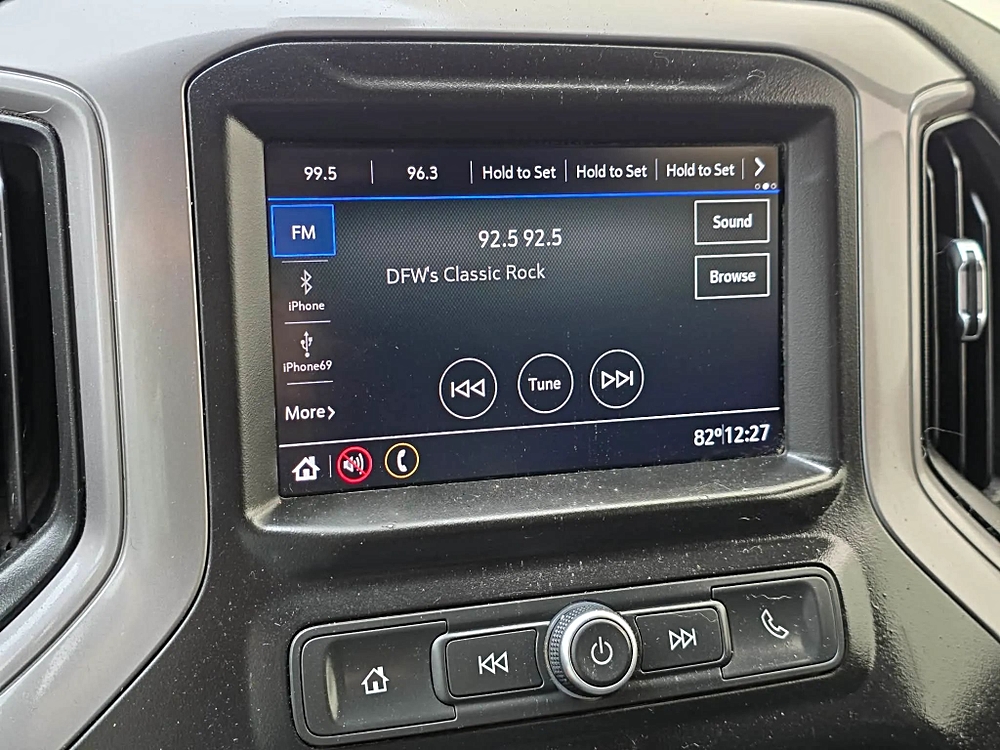 99.5 96.3 Hold to Set Hold to Set Hold to Set
FM
92.5 92.5
Sound
DFW's Classic Rock
Browse
iPhone
iPhone69
Tune
More
82°
12:27